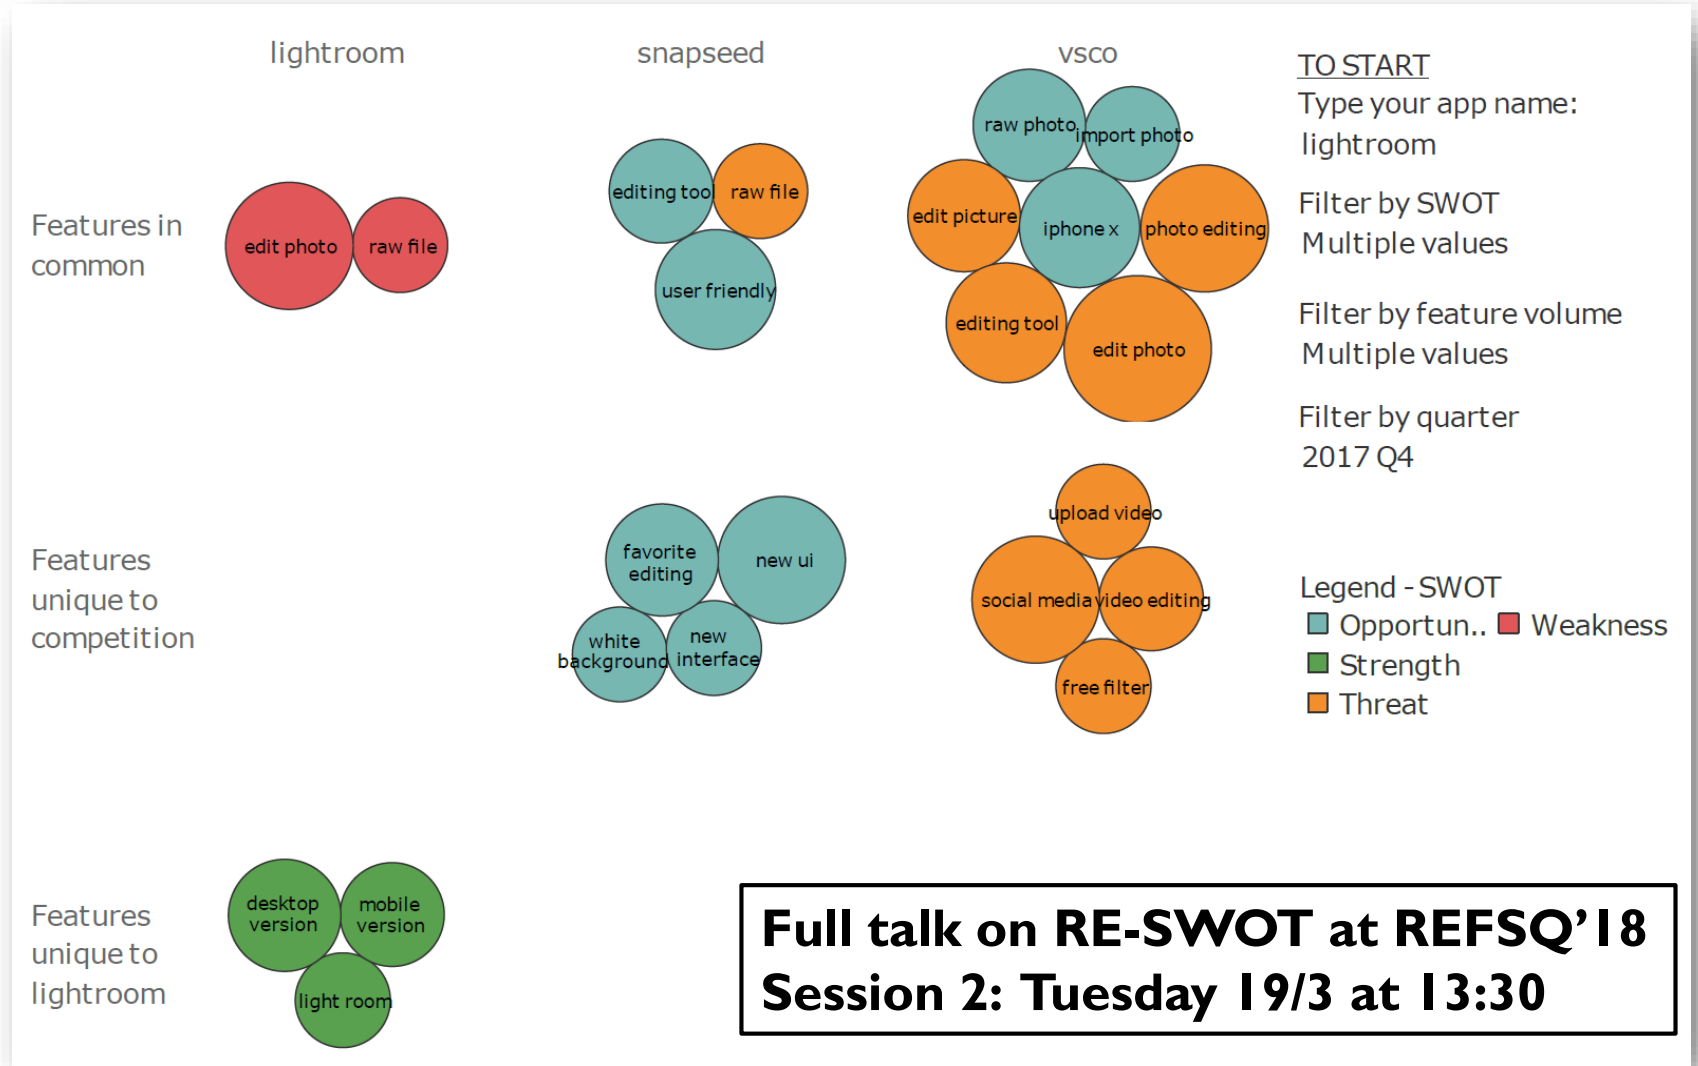 lightroom
snapseed
vsco
Features in
common
edit photo
raw file
editing tool
raw file
user friendly
raw photo
import photo
edit picture
iphone x
photo editing
editing tool
edit photo
Features
unique to
competition
favorite
editing
new ui
white
background
new
interface
upload video
social media
video editing
free filter
Features
unique to
lightroom
desktop
version
mobile
version
light room
TO START
Type your app name:
lightroom
Filter by SWOT
Multiple values
Filter by feature volume
Multiple values
Filter by quarter
2017 Q4
Legend - SWOT
Opportun.. Weakness
Strength
Threat
Full talk on RE-SWOT at REFSQ’18
Session 2: Tuesday 19/3 at 13:30